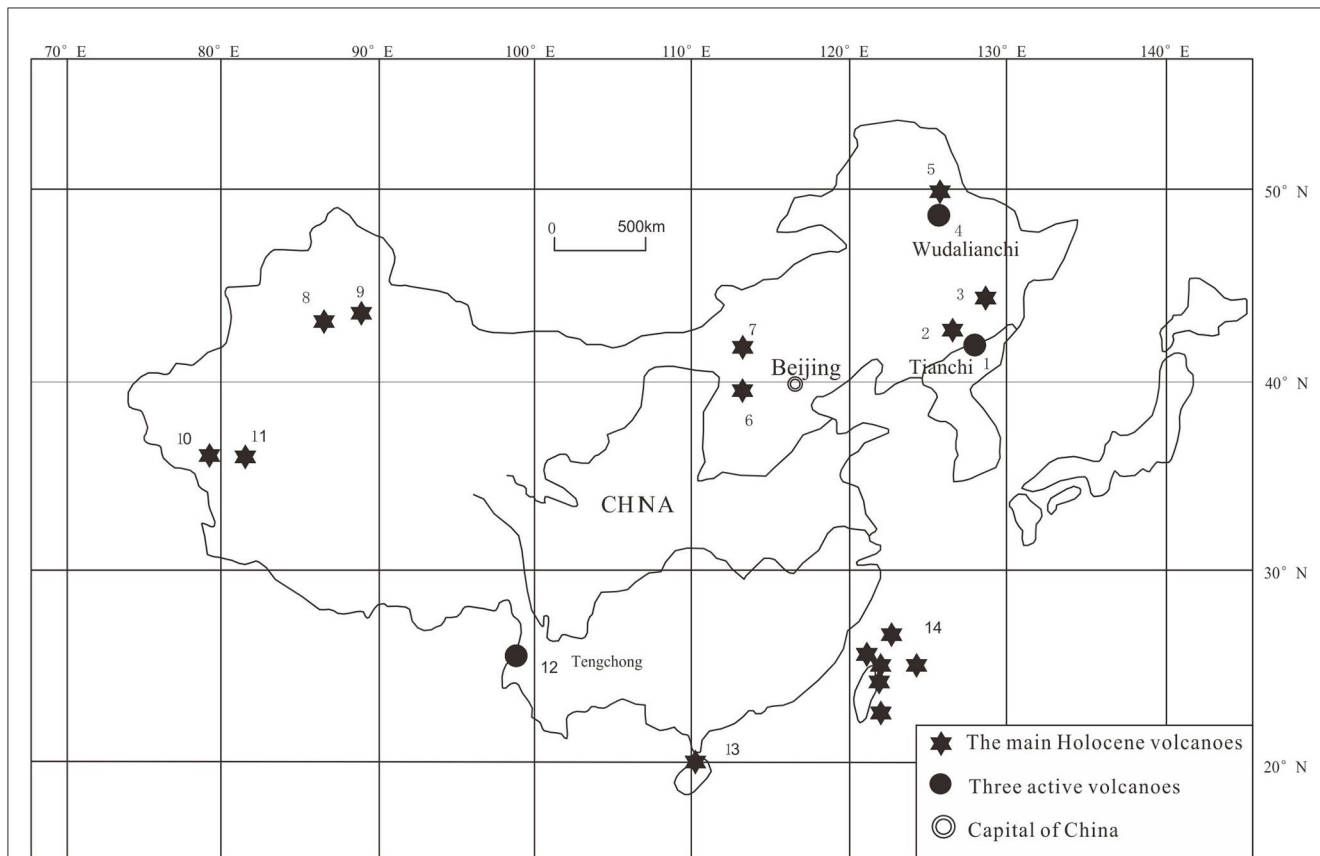 70° E
80° E
90° E
100° E
110° E
120° E
130° E
140° E
5
50° N
0
500km
4
Wudalianchi
8
9
3
7
2
Beijing
Tianchi
1
40° N
6
10
11
CHINA
30° N
14
12
Tengchong
13
The main Holocene volcanoes
20° N
Three active volcanoes
Capital of China